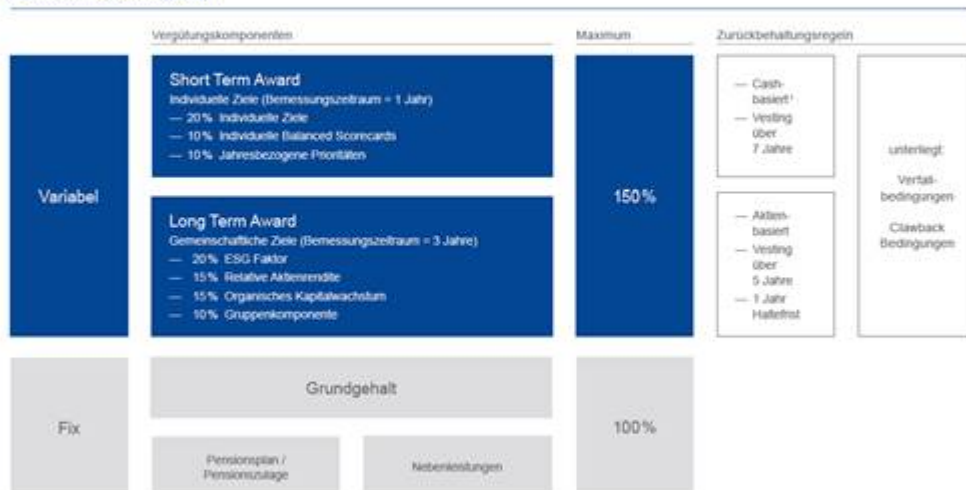 Vergütungskomponenten
Maximum
Zurückbehaltungsregeln
Variabel
Short Term Award
Individuelle Ziele (Bemessungszeitraum = 1 Jahr)
— 20% Individuelle Ziele
— 10% Individuelle Balanced Scorecards
— 10% Jahresbezogene Prioritäten
Long Term Award
Gemeinschaftliche Ziele (Bemessungszeitraum = 3 Jahre)
— 20% ESG Faktor
— 15% Relative Aktienrendite
— 15% Organisches Kapitalwachstum
— 10% Gruppenkomponente
150%
— Cash-
basiert¹
— Vesting
über
7 Jahre
— Aktien-
basiert
— Vesting
über
5 Jahre
— 1 Jahr
Haltefrist
unterliegt
Verfall-
bedingungen
Clawback
Bedingungen
Fix
Grundgehalt
Pensionsplan /
Pensionszulage
Nebenleistungen
100%